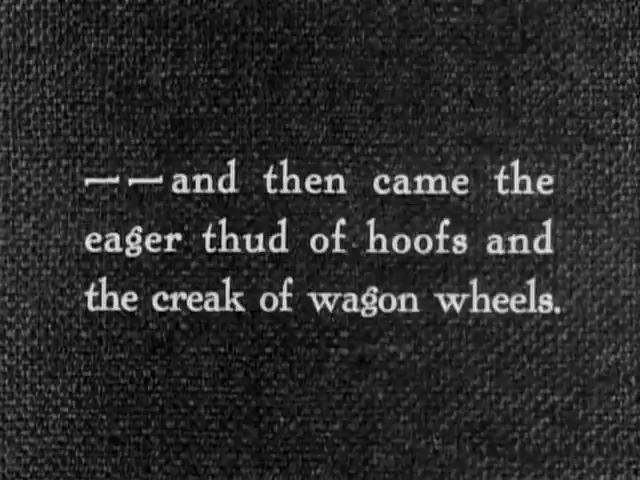 ——and then came the
eager thud of hoofs and
the creak of wagon wheels.